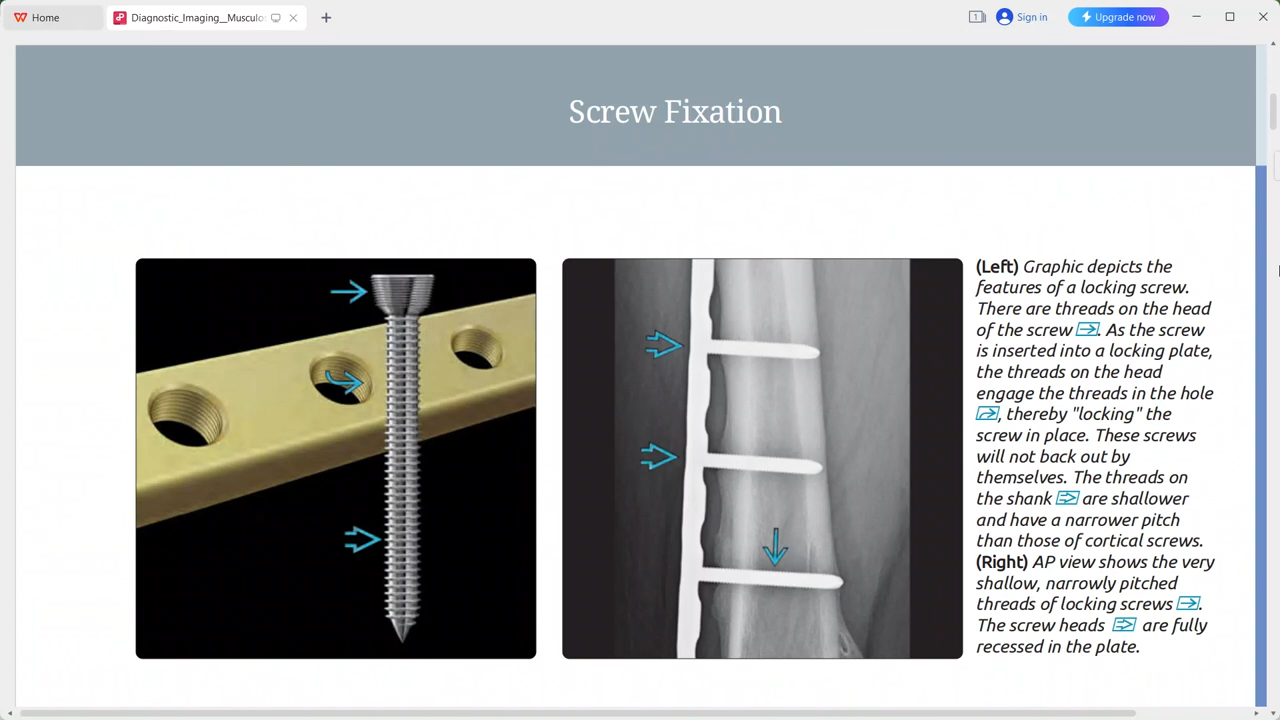 Home
Diagnostic_Imaging__Musculo
1
Sign in
Upgrade now
Screw Fixation
(Left) Graphic depicts the
features of a locking screw.
There are threads on the head
of the screw. As the screw
is inserted into a locking plate,
the threads on the head
engage the threads in the hole
, thereby "locking" the
screw in place. These screws
will not back out by
themselves. The threads on
the shank are shallower
and have a narrower pitch
than those of cortical screws.
(Right) AP view shows the very
shallow, narrowly pitched
threads of locking screws.
The screw heads are fully
recessed in the plate.